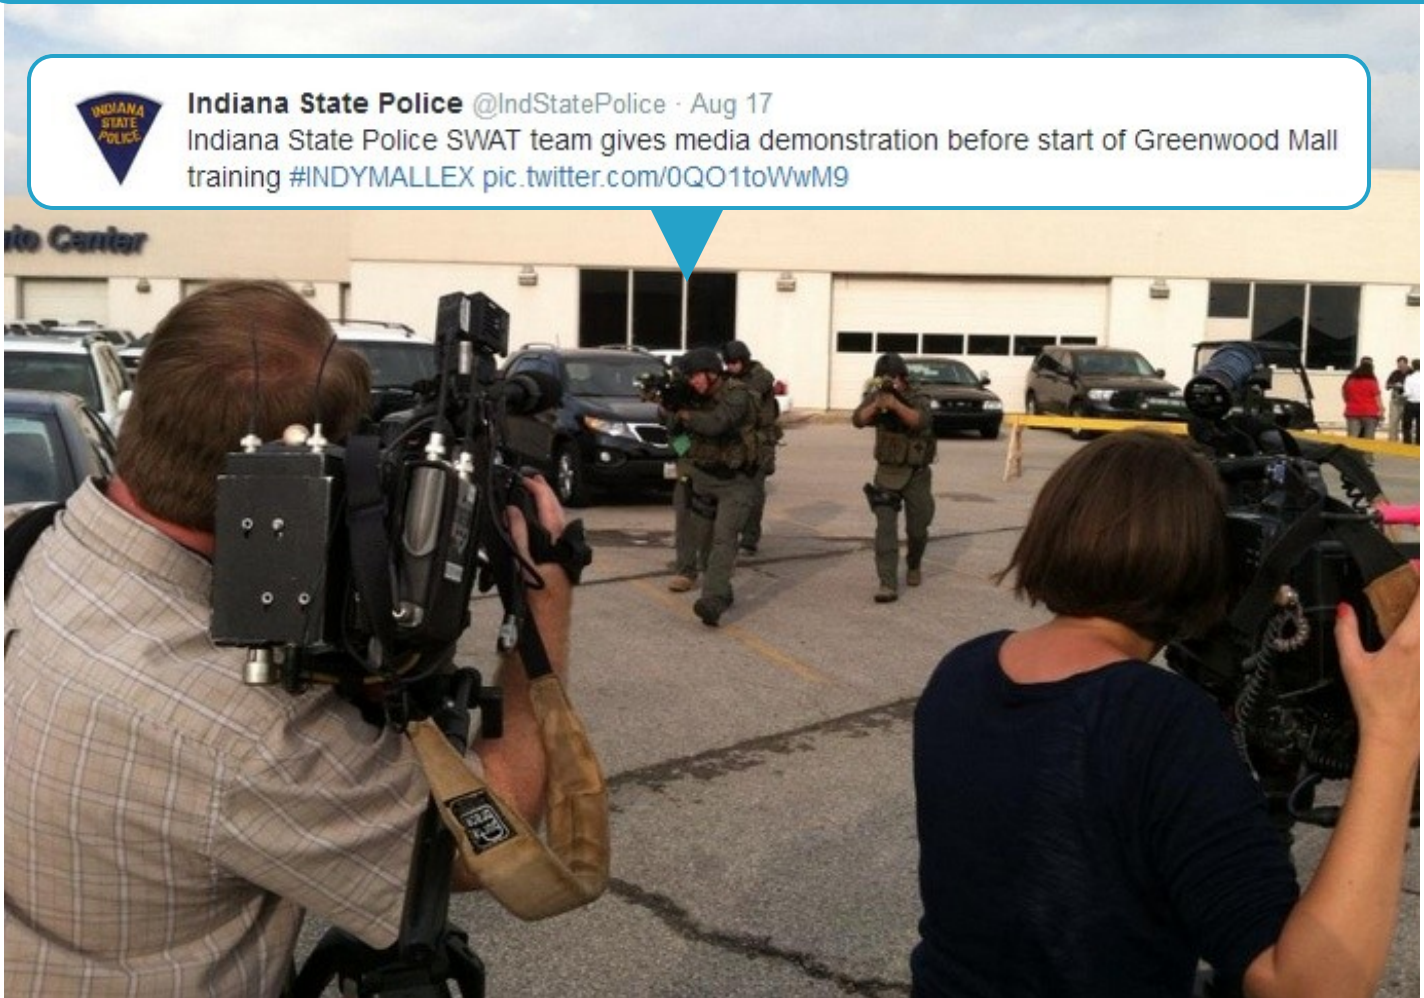 INDIANA
STATE
POLICE
Indiana State Police @IndStatePolice · Aug 17
Indiana State Police SWAT team gives media demonstration before start of Greenwood Mall
training #INDYMALLEX pic.twitter.com/0QO1toWwM9
uto Center